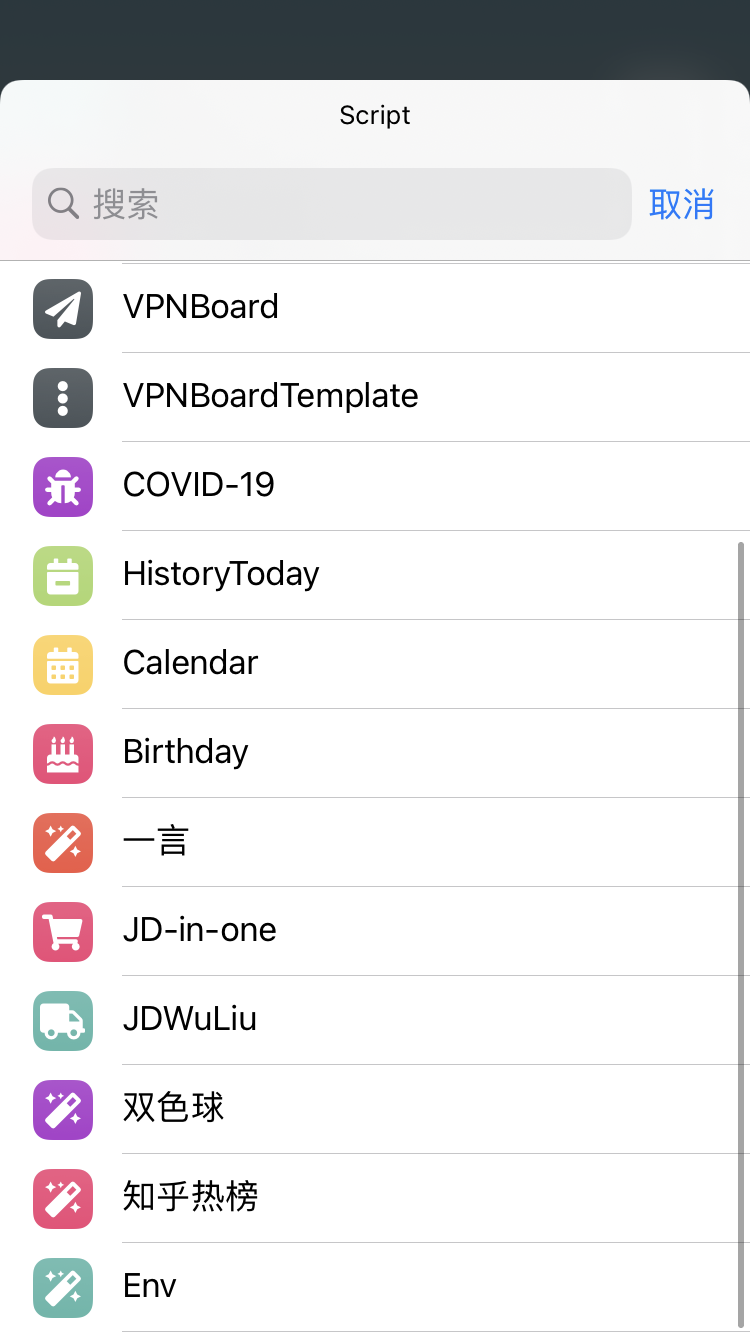 Script
搜索
取消
VPNBoard
VPNBoardTemplate
COVID-19
HistoryToday
Calendar
Birthday
一言
JD-in-one
JDWuLiu
双色球
知乎热榜
Env